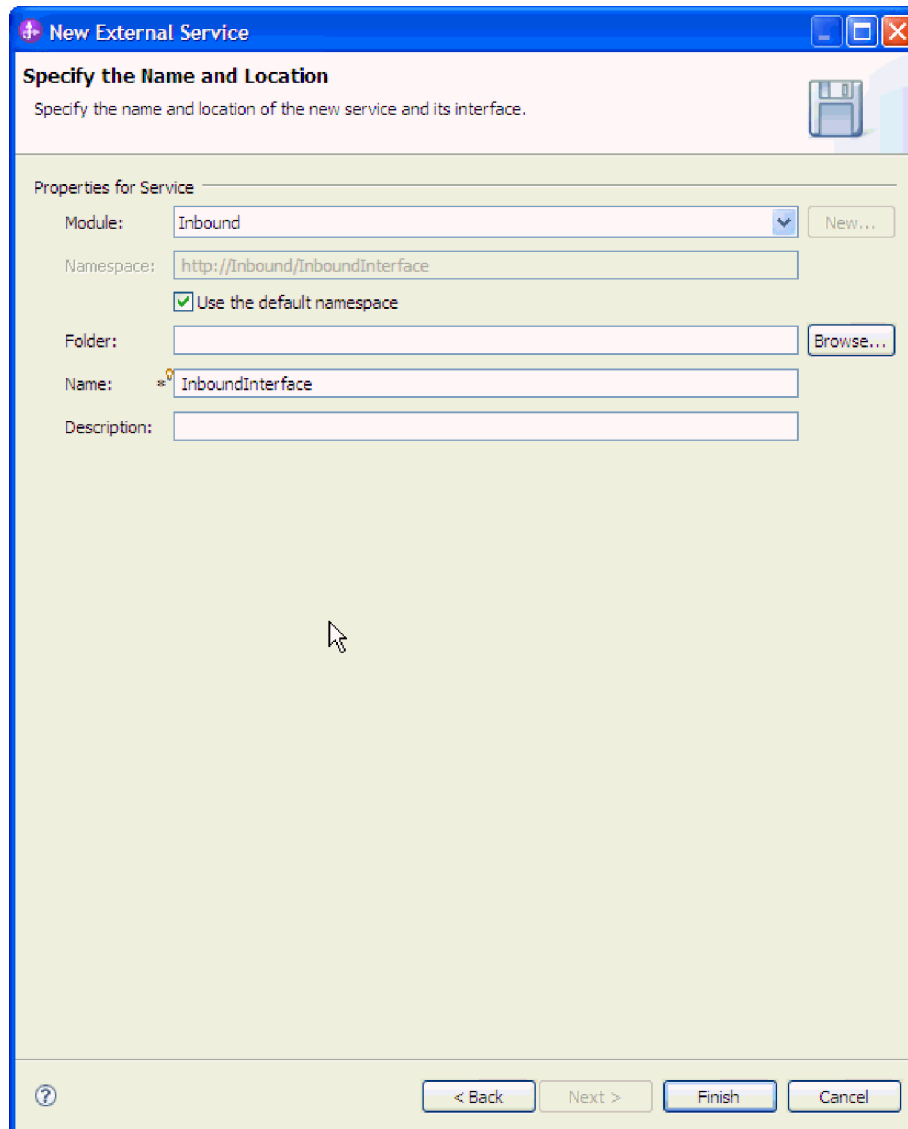 New External Service
Specify the Name and Location
Specify the name and location of the new service and its interface.
Properties for Service
Module: Inbound New...
Namespace: http://Inbound/InboundInterface
Use the default namespace
Folder: Browse...
Name: * InboundInterface
Description:
? < Back Next > Finish Cancel